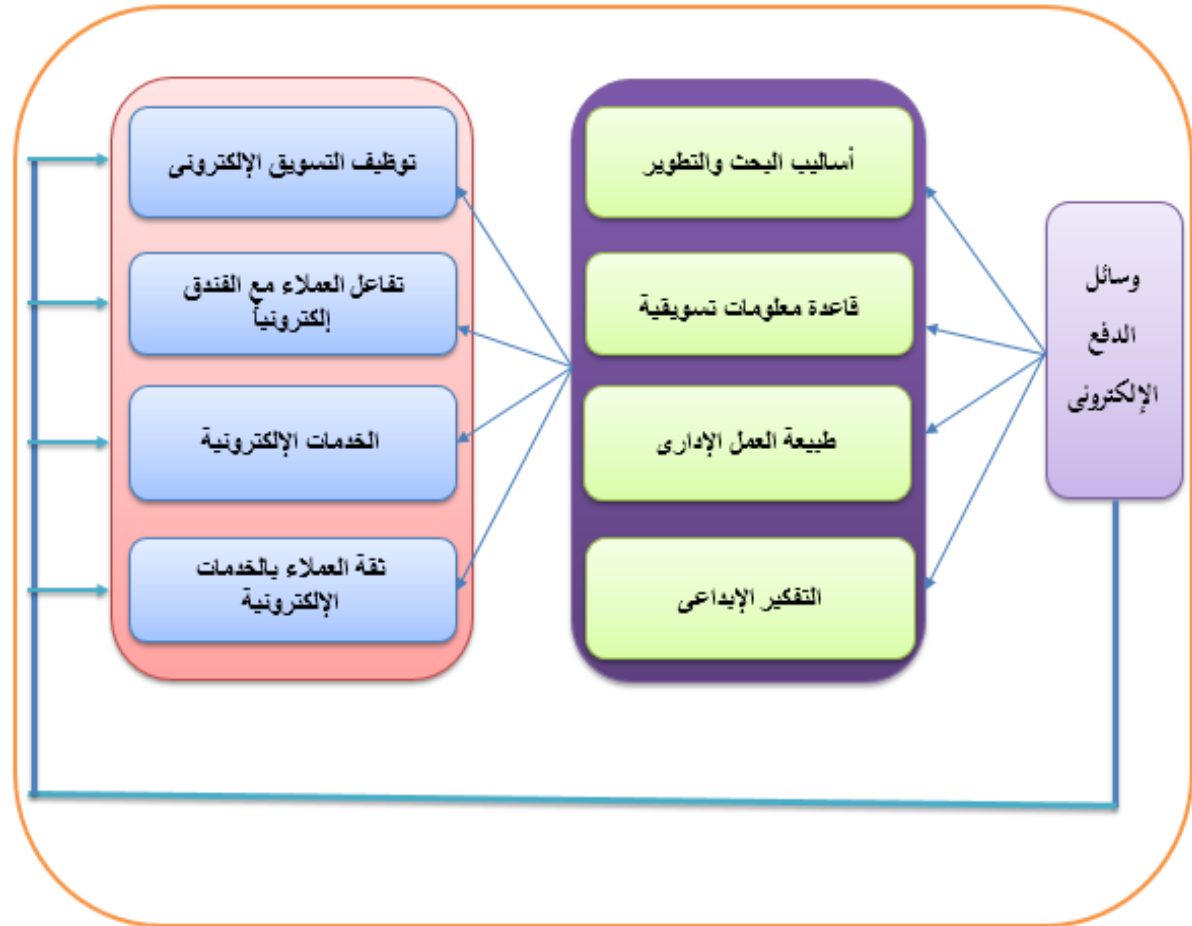 وسائل
الدفع
الإلكترونى
أساليب البحث والتطوير
قاعدة معلومات تسويقية
طبيعة العمل الإدارى
التفكير الإبداعى
توظيف التسويق الإلكترونى
تفاعل العملاء مع الفندق
إلكترونياً
الخدمات الإلكترونية
ثقة العملاء بالخدمات
الإلكترونية